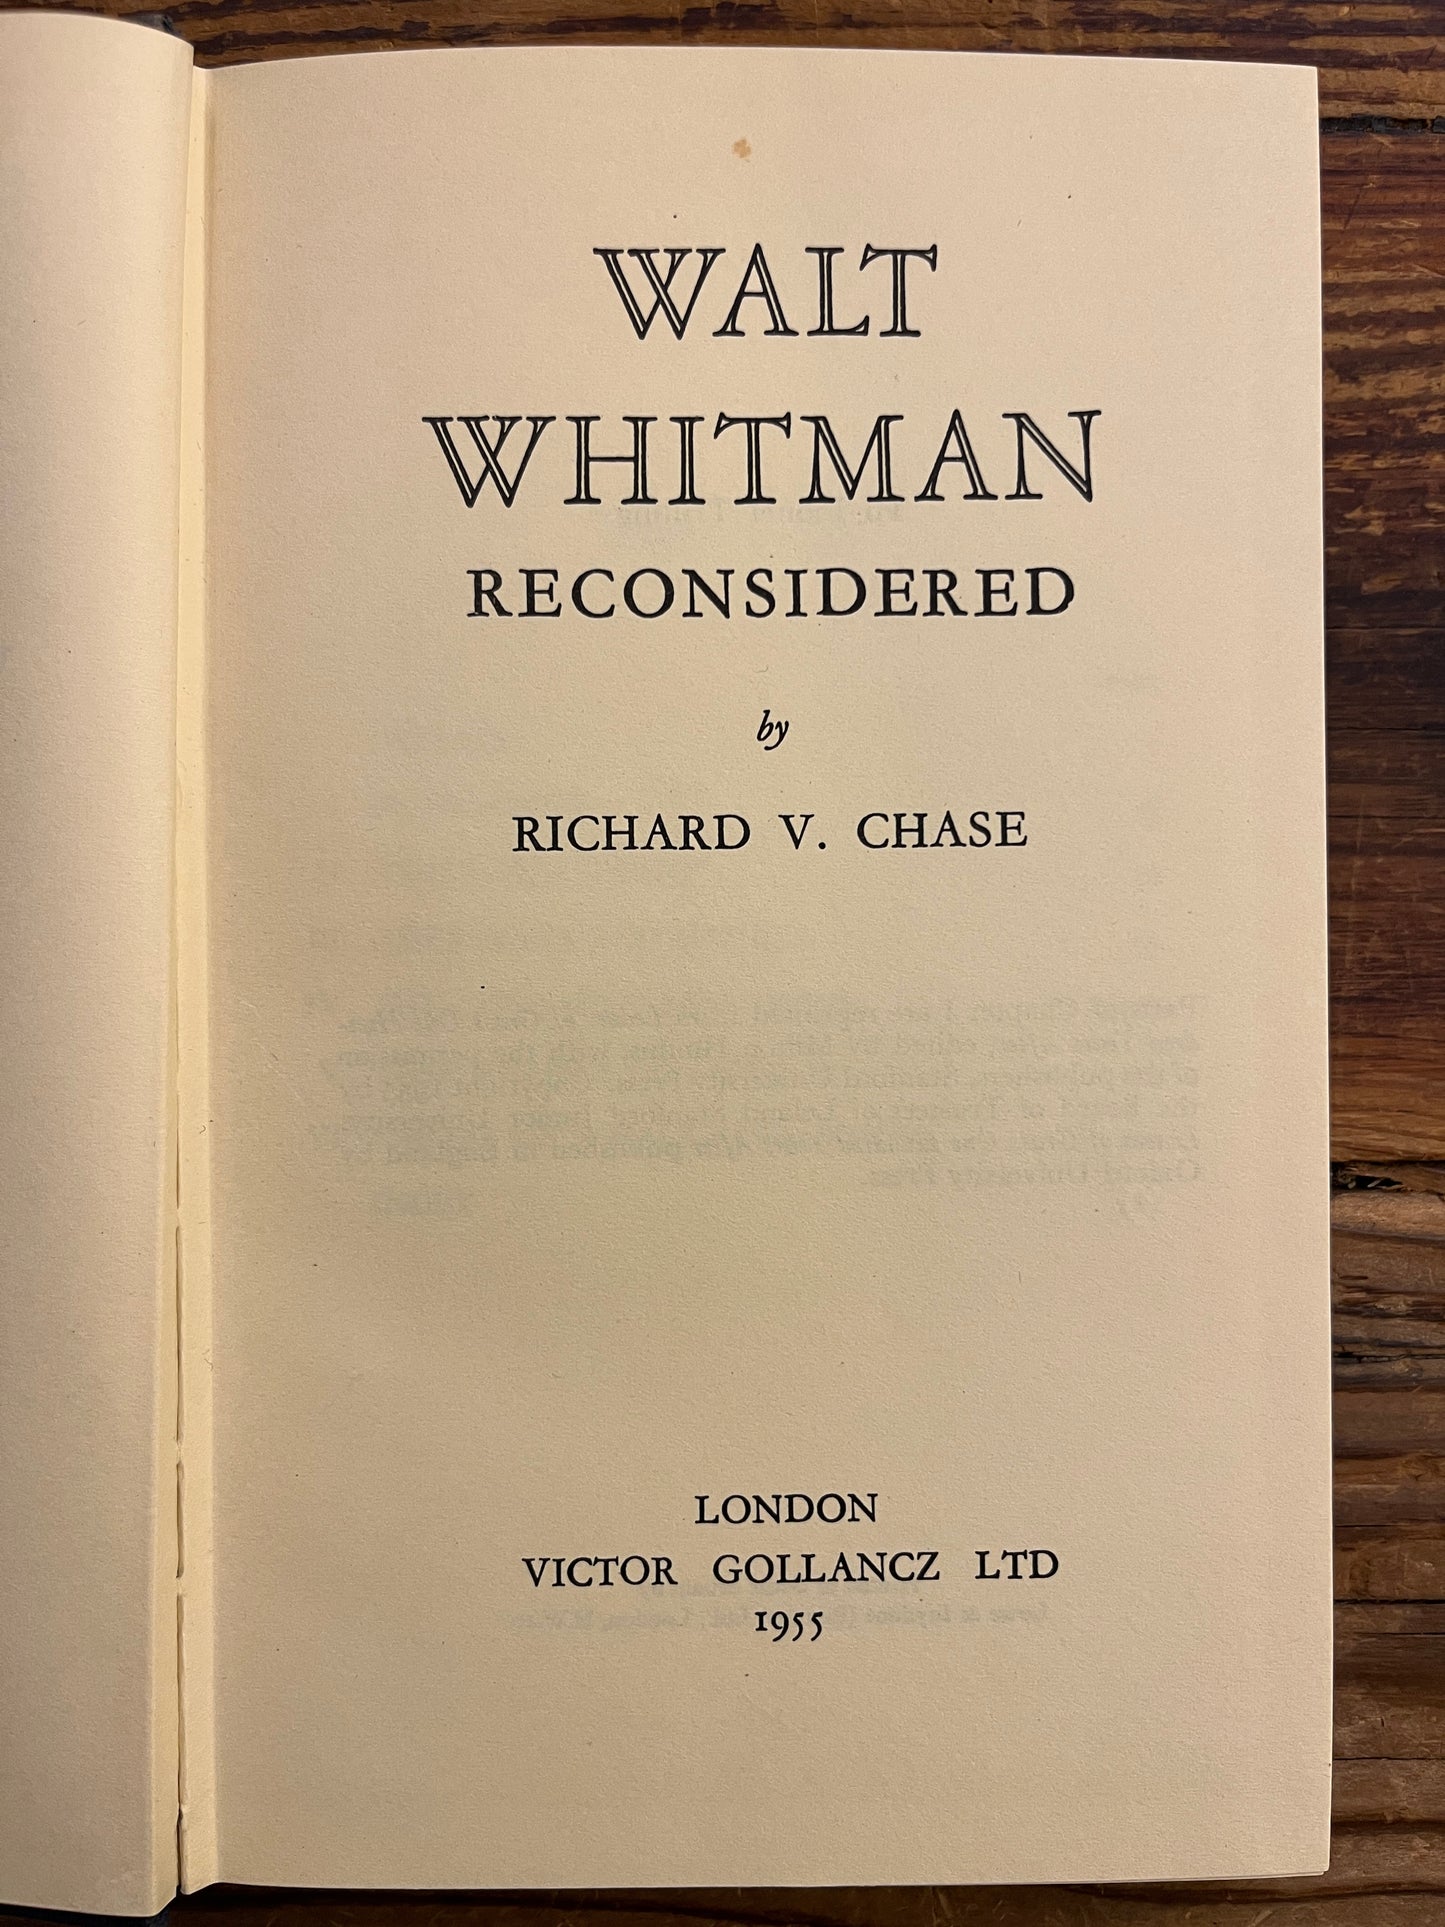 WALT
WHITMAN
RECONSIDERED
by
RICHARD V. CHASE
LONDON
VICTOR GOLLANCZ LTD
1955